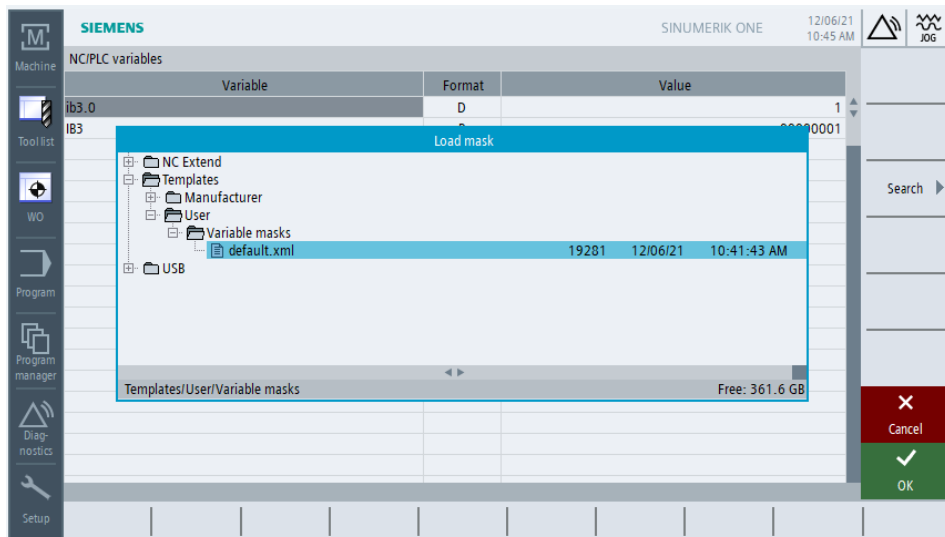 SIEMENS
SINUMERIK ONE
12/06/21
10:45 AM
M
JOG
Machine
NC/PLC variables
Variable Format Value
ib3.0 D 1
IB3 00000001
Load mask
NC Extend
Templates
Manufacturer
User
Variable masks
default.xml 19281 12/06/21 10:41:43 AM
USB
Templates/User/Variable masks Free: 361.6 GB
Tool list
WO
Program
Program
manager
Diag-
nostics
Setup
Search
Cancel
OK